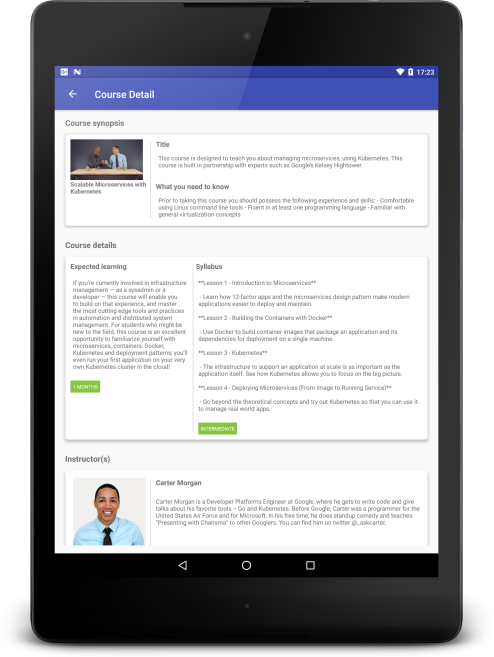 17:23
Course Detail
Course synopsis
Scalable Microservices with
Kubernetes
Title
This course is designed to teach you about managing microservices, using Kubernetes. This
course is built in partnership with experts such as Google's Kelsey Hightower.
What you need to know
Prior to taking this course you should possess the following experience and skills: - Comfortable
using Linux command line tools - Fluent in at least one programming language - Familiar with
general virtualization concepts
Course details
Expected learning
If you're currently involved in infrastructure
management — as a sysadmin or a
developer — this course will enable you
to build on that experience, and master
the most cutting edge tools and practices
in automation and distributed system
management. For students who might be
new to the field, this course is an excellent
opportunity to familiarize yourself with
microservices, containers, Docker,
Kubernetes and deployment patterns; you'll
even run your first application on your very
own Kubernetes cluster in the cloud!
1 MONTHS
Syllabus
**Lesson 1 - Introduction to Microservices**
- Learn how 12-factor apps and the microservices design pattern make modern
applications easier to deploy and maintain.
**Lesson 2 - Building the Containers with Docker**
- Use Docker to build container images that package an application and its
dependencies for deployment on a single machine.
**Lesson 3 - Kubernetes**
- The infrastructure to support an application at scale is as important as the
application itself. See how Kubernetes allows you to focus on the big picture.
**Lesson 4 - Deploying Microservices (From Image to Running Service)**
- Go beyond the theoretical concepts and try out Kubernetes so that you can use it
to manage real world apps.
INTERMEDIATE
Instructor(s)
Carter Morgan
Carter Morgan is a Developer Platforms Engineer at Google, where he gets to write code and give
talks about his favorite tools -- Go and Kubernetes. Before Google, Carter was a programmer for the
United States Air Force and for Microsoft. In his free time, he does standup comedy and teaches
"Presenting with Charisma" to other Googlers. You can find him on twitter @_askcarter.